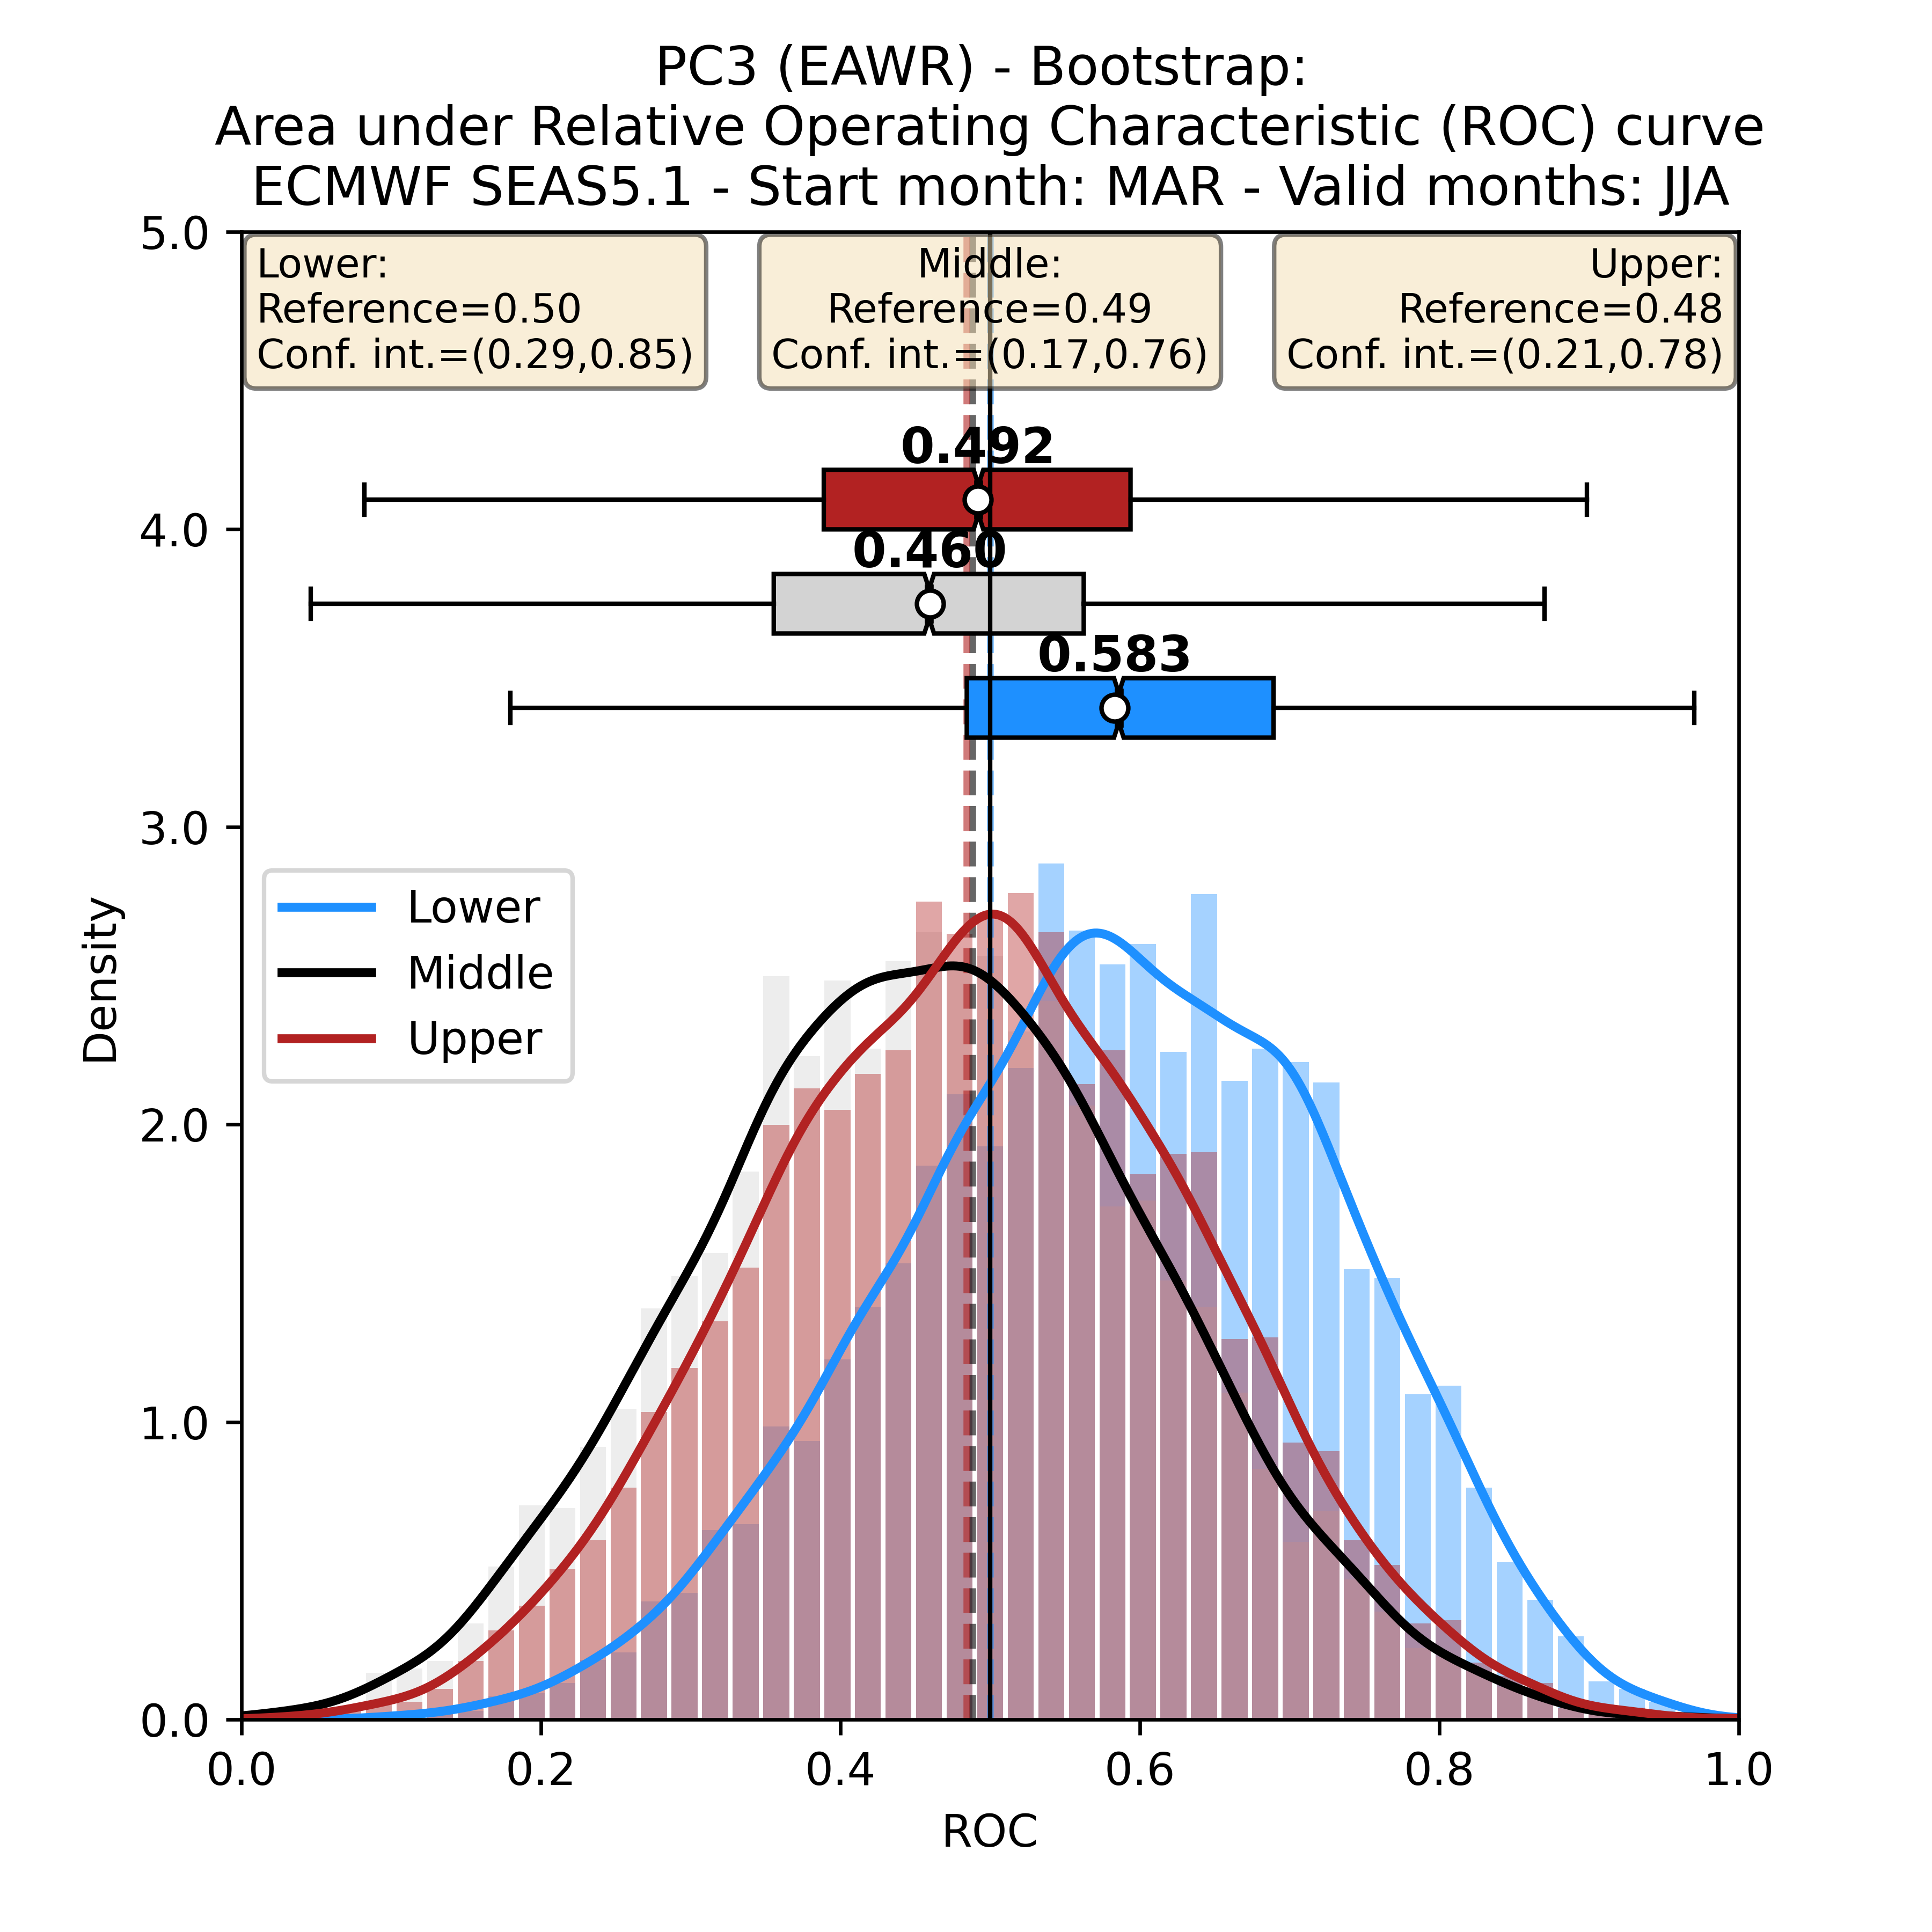 PC3 (EAWR) - Bootstrap:
Area under Relative Operating Characteristic (ROC) curve
ECMWF SEAS5.1 - Start month: MAR - Valid months: JJA
Lower:
Reference=0.50
Conf. int.=(0.29,0.85)
Middle:
Reference=0.49
Conf. int.=(0.17,0.76)
Upper:
Reference=0.48
Conf. int.=(0.21,0.78)
0.492
0.460
0.583
Lower
Middle
Upper
Density
5.0
4.0
3.0
2.0
1.0
0.0
0.0 0.2 0.4 0.6 0.8 1.0
ROC